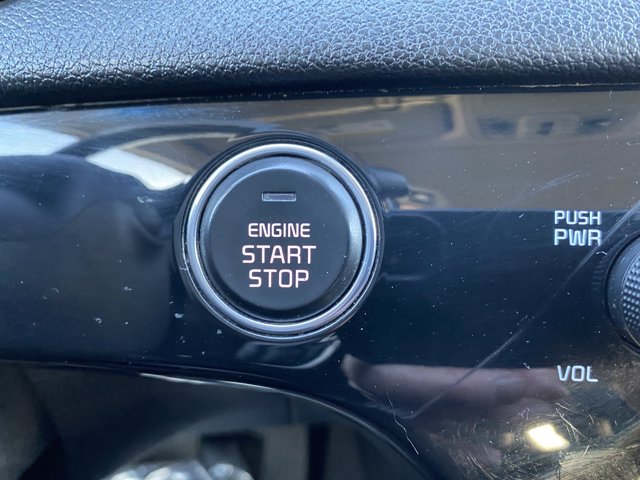 ENGINE
START
STOP
PUSH
PWR
VOL